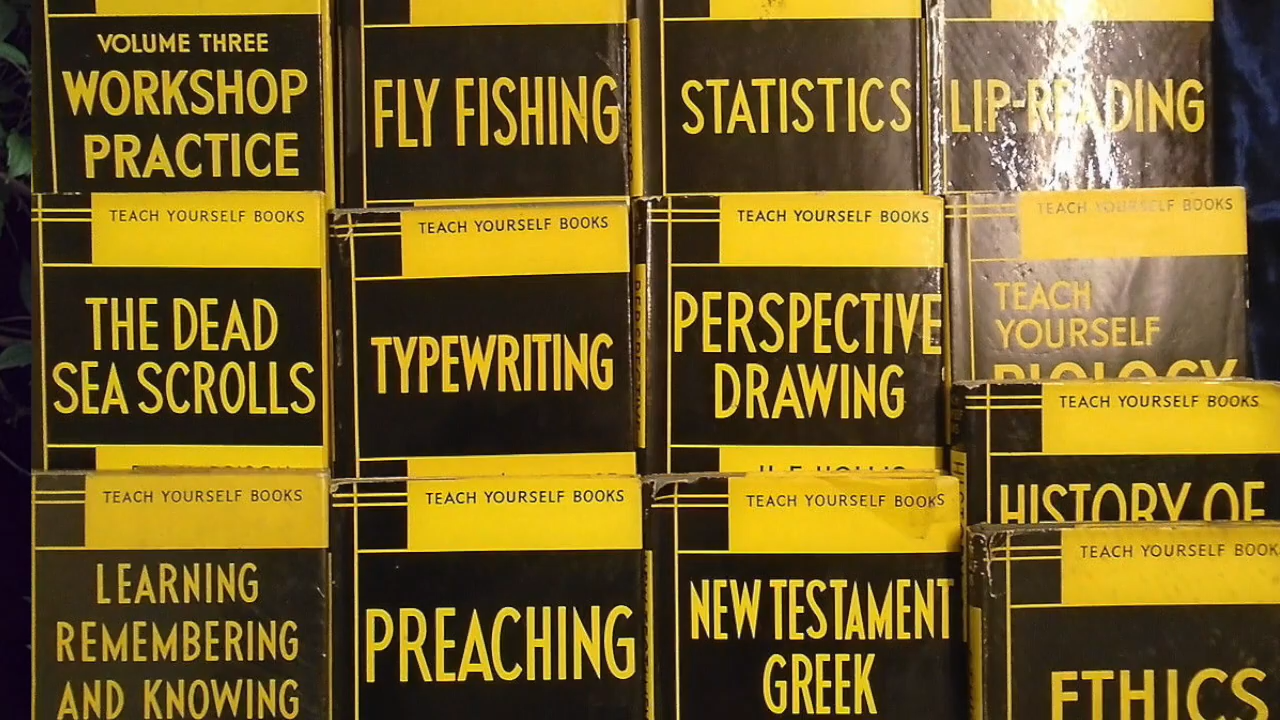 VOLUME THREE
WORKSHOP
PRACTICE
FLY FISHING
STATISTICS
LIP-READING
TEACH YOURSELF BOOKS
THE DEAD
SEA SCROLLS
TEACH YOURSELF BOOKS
TYPEWRITING
TEACH YOURSELF BOOKS
PERSPECTIVE
DRAWING
TEACH YOURSELF BOOKS
TEACH
YOURSELF
BIOLOGY
TEACH YOURSELF BOOKS
HISTORY OF
TEACH YOURSELF BOOKS
LEARNING
REMEMBERING
AND KNOWING
TEACH YOURSELF BOOKS
PREACHING
TEACH YOURSELF BOOKS
NEW TESTAMENT
GREEK
TEACH YOURSELF BOOK
ETHICS